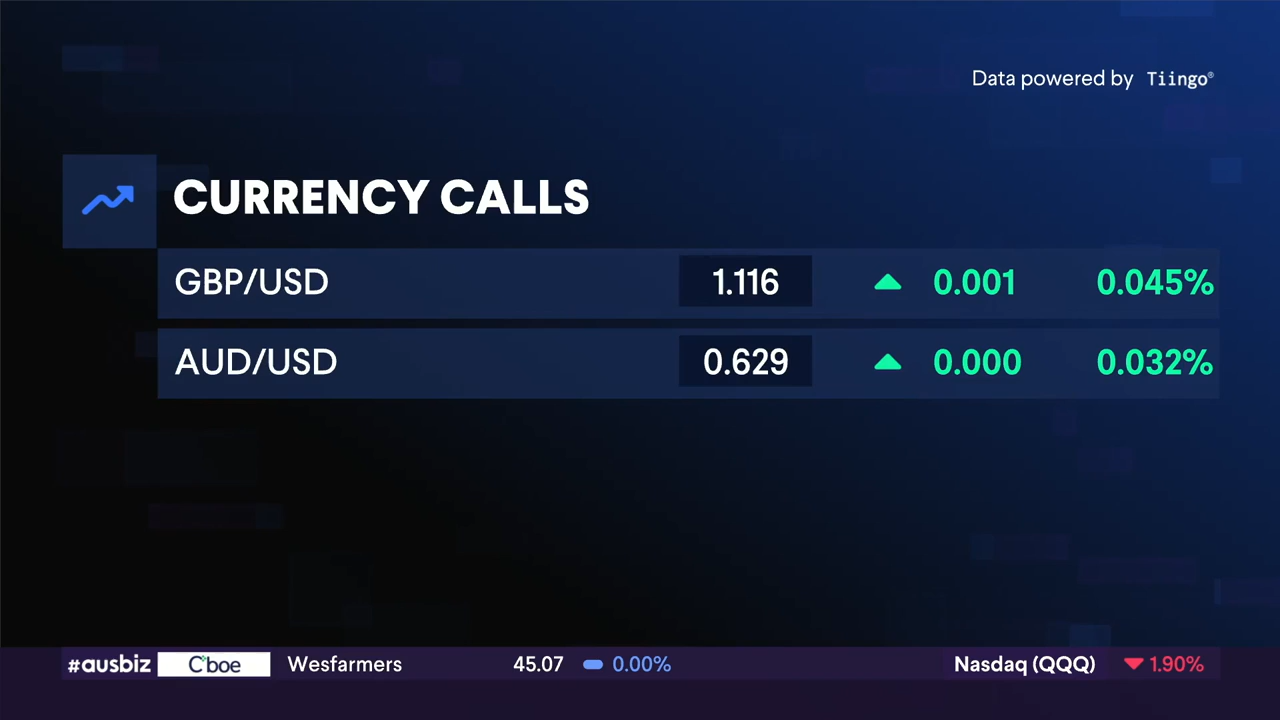 Data powered by Tiingo®
CURRENCY CALLS
GBP/USD 1.116 0.001 0.045%
AUD/USD 0.629 0.000 0.032%
#ausbiz Cboe Wesfarmers 45.07 0.00% Nasdaq (QQQ) 1.90%